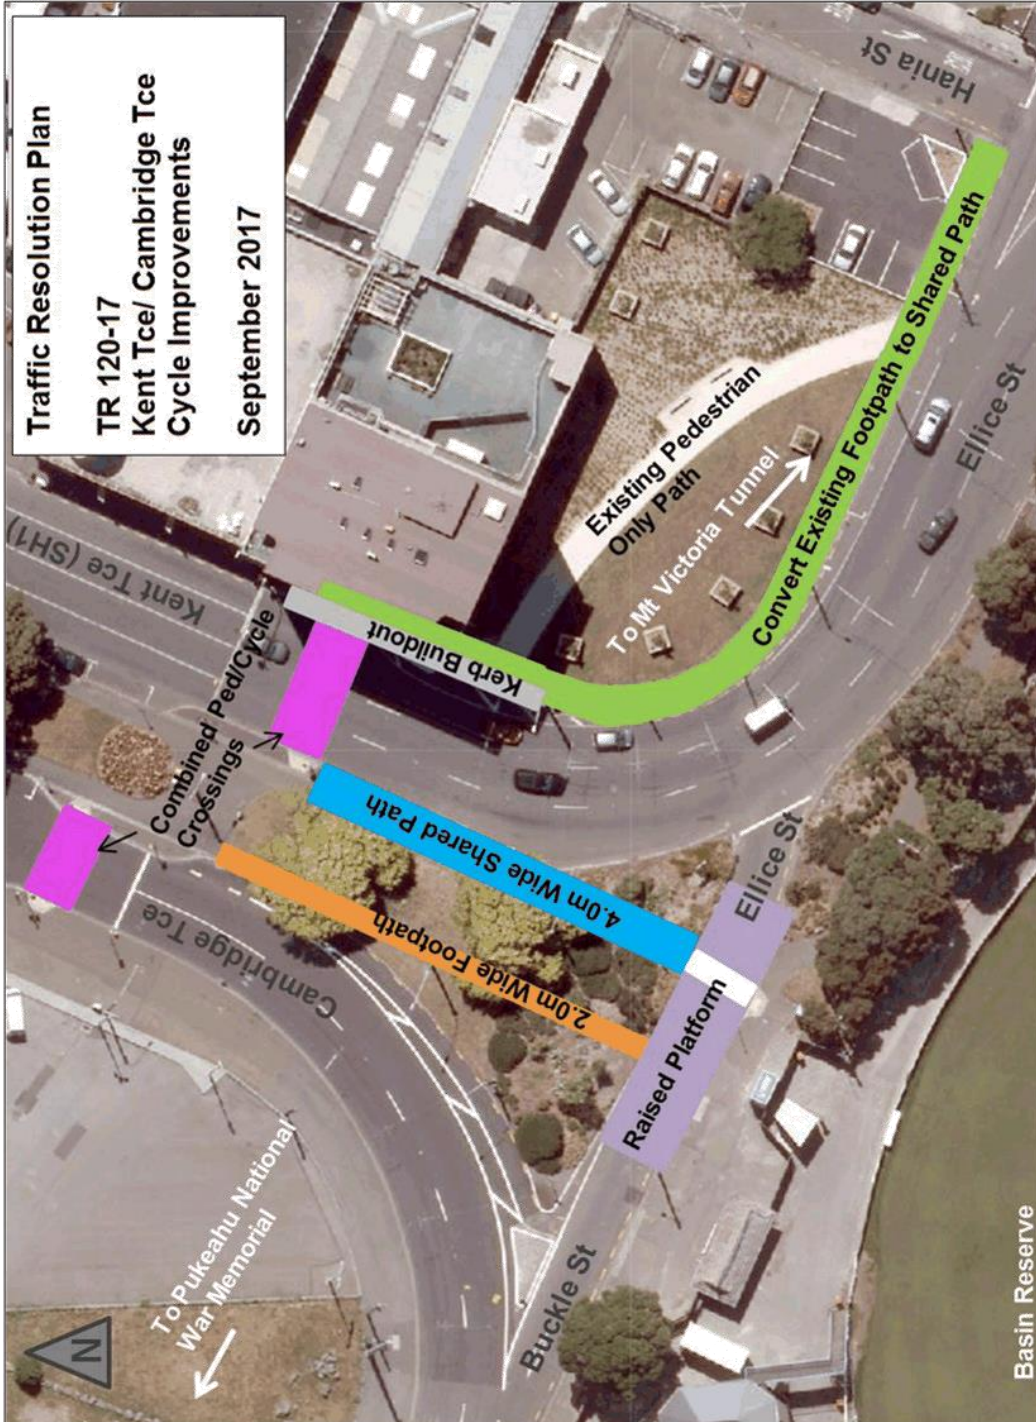 Traffic Resolution Plan
TR 120-17
Kent Tce/ Cambridge Tce
Cycle Improvements
September 2017
Hania St
Kent Tce (SH1)
Combined Ped/Cycle
Crossings
Kerb Buildout
Existing Pedestrian
Only Path
To Mt Victoria Tunnel
Convert Existing Footpath to Shared Path
Ellice St
Cambridge Tce
4.0m Wide Shared Path
2.0m Wide Footpath
Ellice St
Raised Platform
To Pukeahu National
War Memorial
N
Buckle St
Basin Reserve